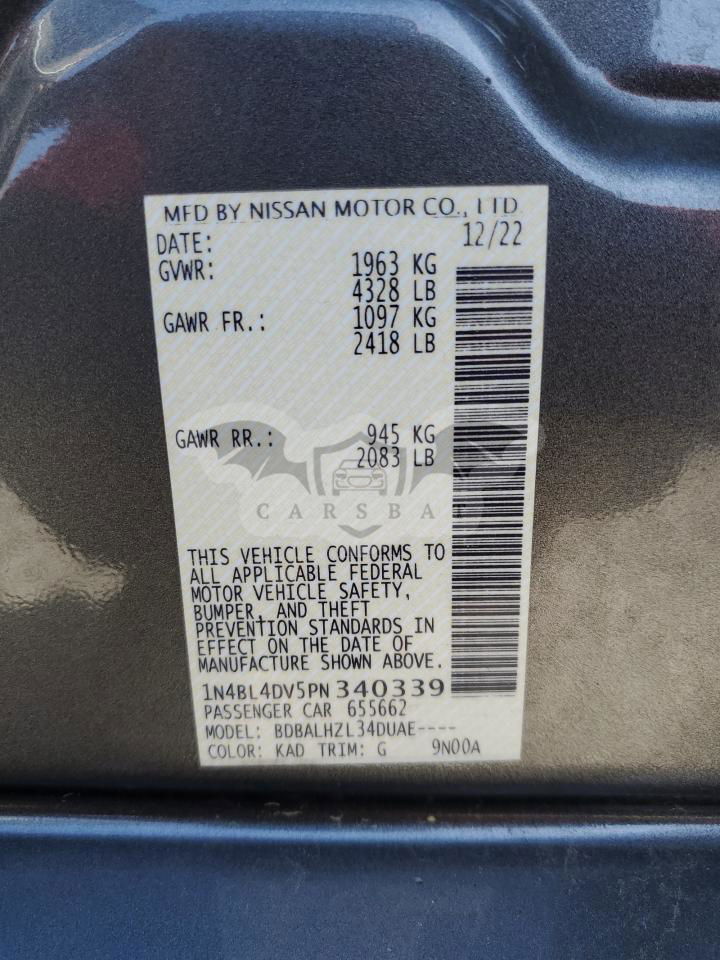 MFD BY NISSAN MOTOR CO., LTD.
DATE: 12/22
GVWR: 1963 KG
4328 LB
GAWR FR.: 1097 KG
2418 LB
GAWR RR.: 945 KG
2083 LB
CARSBAT
THIS VEHICLE CONFORMS TO
ALL APPLICABLE FEDERAL
MOTOR VEHICLE SAFETY,
BUMPER, AND THEFT
PREVENTION STANDARDS IN
EFFECT ON THE DATE OF
MANUFACTURE SHOWN ABOVE.
1N4BL4DV5PN340339
PASSENGER CAR 655662
MODEL: BDBALHZL34DUAE----
COLOR: KAD TRIM: G 9N00A